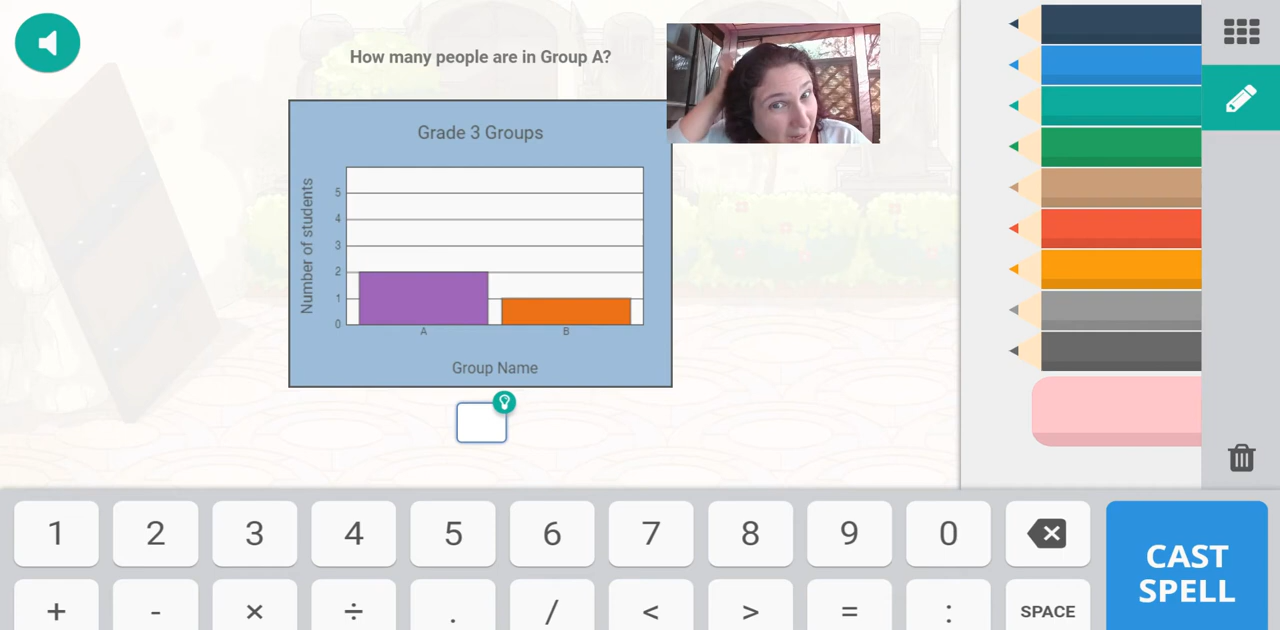 How many people are in Group A?
Grade 3 Groups
Number of students
5
4
3
2
1
0
A B
Group Name
1 2 3 4 5 6 7 8 9 0
CAST
SPELL
+ - × ÷ . / < > = : SPACE